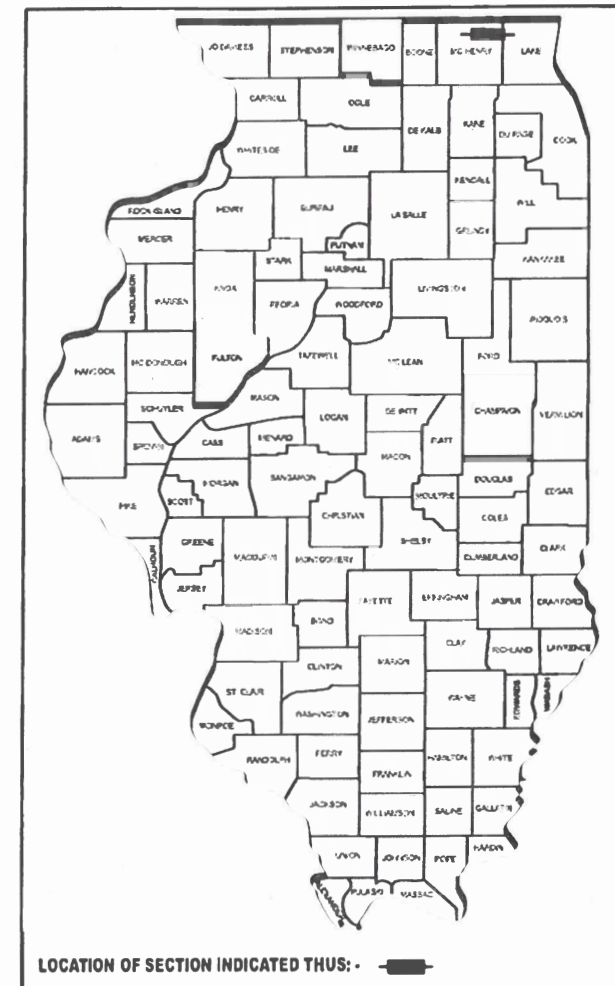 JO DAVIESS STEPHENSON WINNEBAGO BOONE MC HENRY LAKE
CARROLL OGLE DE KALB KANE DU PAGE COOK
WHITESIDE LEE
KENDALL
ROCK ISLAND HENRY BUREAU LA SALLE GRUNDY WILL
MERCER STARK PUTNAM KANKAKEE
MARSHALL
HENDERSON WARREN KNOX PEORIA WOODFORD LIVINGSTON IROQUOIS
HANCOCK MC DONOUGH FULTON TAZEWELL MC LEAN FORD
SCHUYLER MASON LOGAN DE WITT CHAMPAIGN VERMILION
ADAMS BROWN CASS MENARD PIATT
MACON
PIKE SCOTT MORGAN SANGAMON MOULTRIE DOUGLAS EDGAR
CHRISTIAN COLES
CALHOUN GREENE MACOUPIN MONTGOMERY SHELBY CUMBERLAND CLARK
JERSEY FAYETTE EFFINGHAM JASPER CRAWFORD
MADISON BOND
CLAY RICHLAND LAWRENCE
CLINTON MARION
ST CLAIR WAYNE EDWARDS WABASH
MONROE WASHINGTON JEFFERSON
RANDOLPH PERRY HAMILTON WHITE
FRANKLIN
JACKSON WILLIAMSON SALINE GALLATIN
UNION JOHNSON POPE HARDIN
ALEXANDER PULASKI MASSAC
LOCATION OF SECTION INDICATED THUS: -